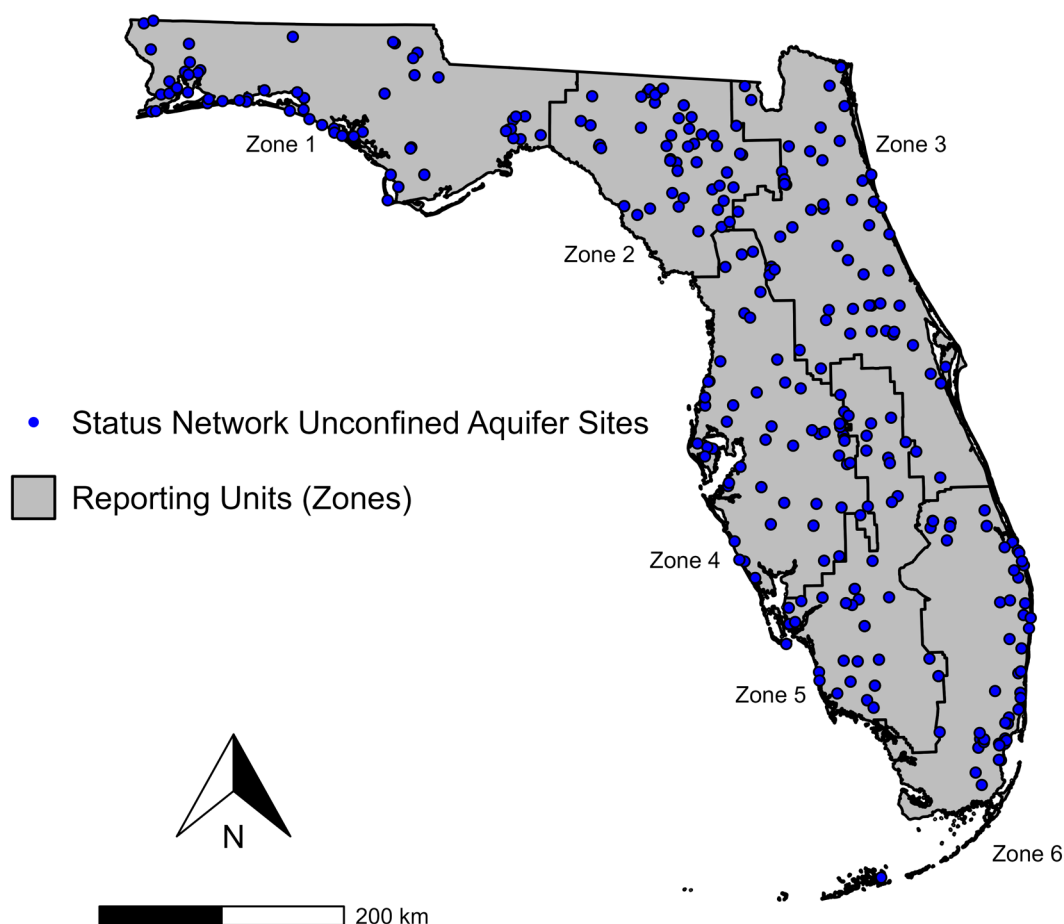 Zone 1
Zone 3
Zone 2
Status Network Unconfined Aquifer Sites
Reporting Units (Zones)
Zone 4
Zone 5
N
Zone 6
200 km